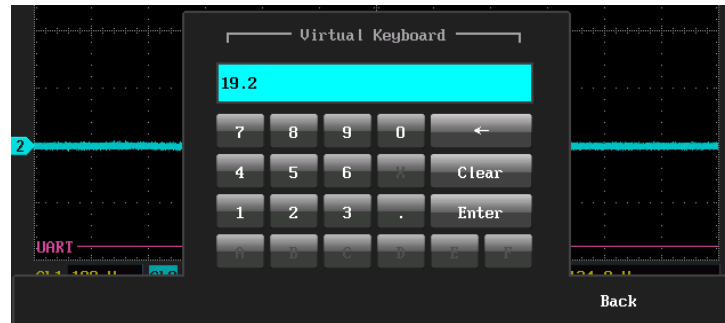 Virtual Keyboard
19.2
7 8 9 0 ←
2
4 5 6 X Clear
1 2 3 . Enter
UART
A B C D E F
Back